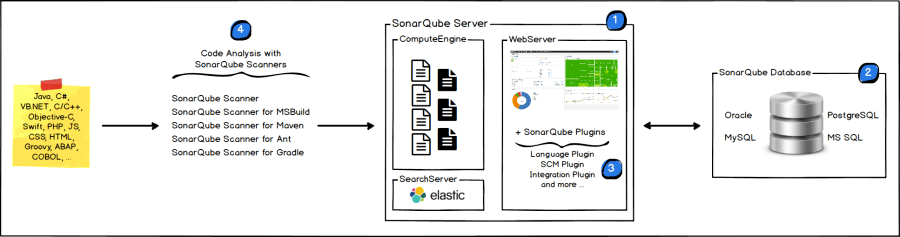 Java, C#,
VB.NET, C/C++,
Objective-C,
Swift, PHP, JS,
CSS, HTML,
Groovy, ABAP,
COBOL, ...
4
Code Analysis with
SonarQube Scanners
SonarQube Scanner
SonarQube Scanner for MSBuild
SonarQube Scanner for Maven
SonarQube Scanner for Ant
SonarQube Scanner for Gradle
SonarQube Server
1
ComputeEngine
SearchServer
elastic
WebServer
+ SonarQube Plugins
Language Plugin
SCM Plugin
Integration Plugin
and more ...
3
SonarQube Database
2
Oracle
MySQL
PostgreSQL
MS SQL